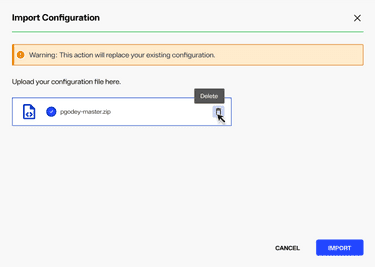 Import Configuration
Warning: This action will replace your existing configuration.
Upload your configuration file here.
Delete
pgodey-master.zip
CANCEL
IMPORT